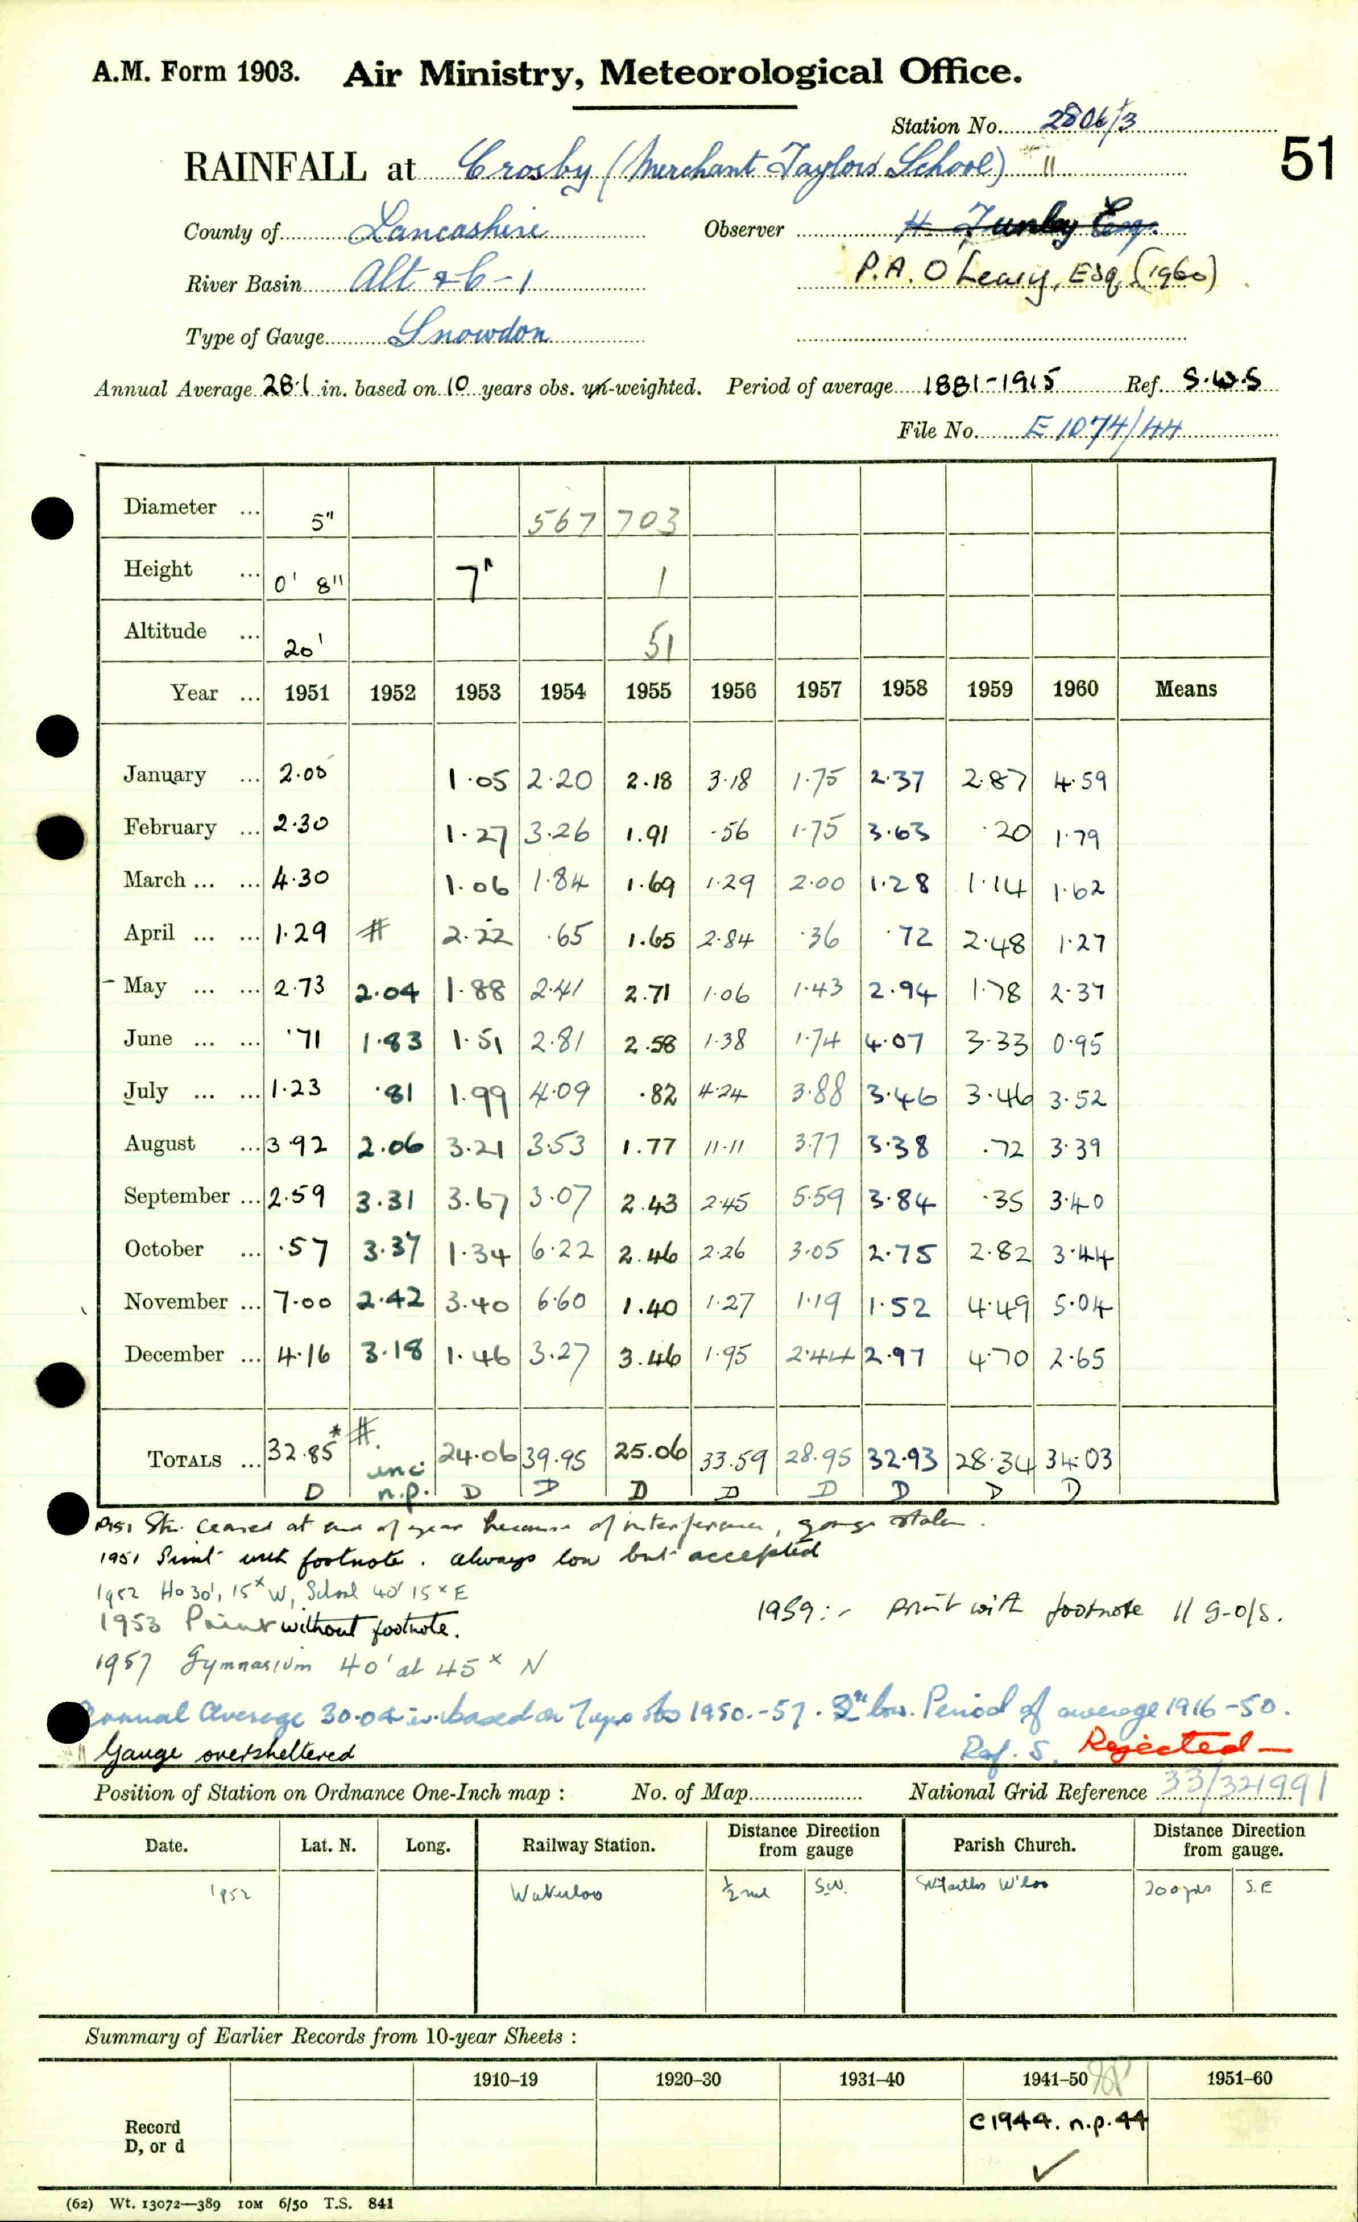 A.M. Form 1903. Air Ministry, Meteorological Office.
Station No. 2806/3
RAINFALL at Crosby (Merchant Taylors School) "
51
County of Lancashire Observer H. Tunby Esq.
River Basin Alt & C-1 P.A. O'Leary, Esq (1960)
Type of Gauge Snowdon
Annual Average 28.1 in. based on 10 years obs. un-weighted. Period of average 1881-1915 Ref. S.W.S
File No. E 1074/44
Diameter ... 5" 567 703
Height ... 0' 8" 7" 1
Altitude ... 20' 51
Year ... 1951 1952 1953 1954 1955 1956 1957 1958 1959 1960 Means
January ... 2.05 1.05 2.20 2.18 3.18 1.75 2.37 2.87 4.59
February ... 2.30 1.27 3.26 1.91 .56 1.75 3.63 .20 1.79
March ... ... 4.30 1.06 1.84 1.69 1.29 2.00 1.28 1.14 1.62
April ... ... 1.29 # 2.22 .65 1.65 2.84 .36 .72 2.48 1.27
May ... ... 2.73 2.04 1.88 2.41 2.71 1.06 1.43 2.94 1.78 2.37
June ... ... .71 1.83 1.51 2.81 2.58 1.38 1.74 4.07 3.33 0.95
July ... ... 1.23 .81 1.99 4.09 .82 4.24 3.88 3.46 3.46 3.52
August ... 3.92 2.06 3.21 3.53 1.77 11.11 3.77 3.38 .72 3.39
September ... 2.59 3.31 3.67 3.07 2.43 2.45 5.59 3.84 .35 3.40
October ... .57 3.37 1.34 6.22 2.46 2.26 3.05 2.75 2.82 3.44
November ... 7.00 2.42 3.40 6.60 1.40 1.27 1.19 1.52 4.49 5.04
December ... 4.16 3.18 1.46 3.27 3.46 1.95 2.44 2.97 4.70 2.65
TOTALS ... 32.85* #. inc. 24.06 39.95 25.06 33.59 28.95 32.93 28.34 34.03
D n.p. D D D D D D D D
1951 Stn. ceased at end of year because of interference, gauge stolen.
1951 Print with footnote. always low but accepted
1952 Ho 30', 15ˣ W, School 40' 15ˣ E
1953 Print without footnote.
1959:- Print with footnote 11 g-o/s.
1957 Gymnasium 40' at 45ˣ N
Annual Average 30.04 in. based on 7 yrs obs 1950-57. low. Period of average 1916-50.
" Gauge oversheltered Ref. S. Rejected
Position of Station on Ordnance One-Inch map : No. of Map National Grid Reference 33/321991
Date. Lat. N. Long. Railway Station. Distance Direction from gauge Parish Church. Distance Direction from gauge.
1952 Waterloo ½ ml S.W. St Faiths W'loo 200 yds S.E
Summary of Earlier Records from 10-year Sheets :
1910–19 1920–30 1931–40 1941–50 1951–60
Record D, or d C1944. n.p. 44
✓
(62) Wt. 13072—389 10M 6/50 T.S. 841